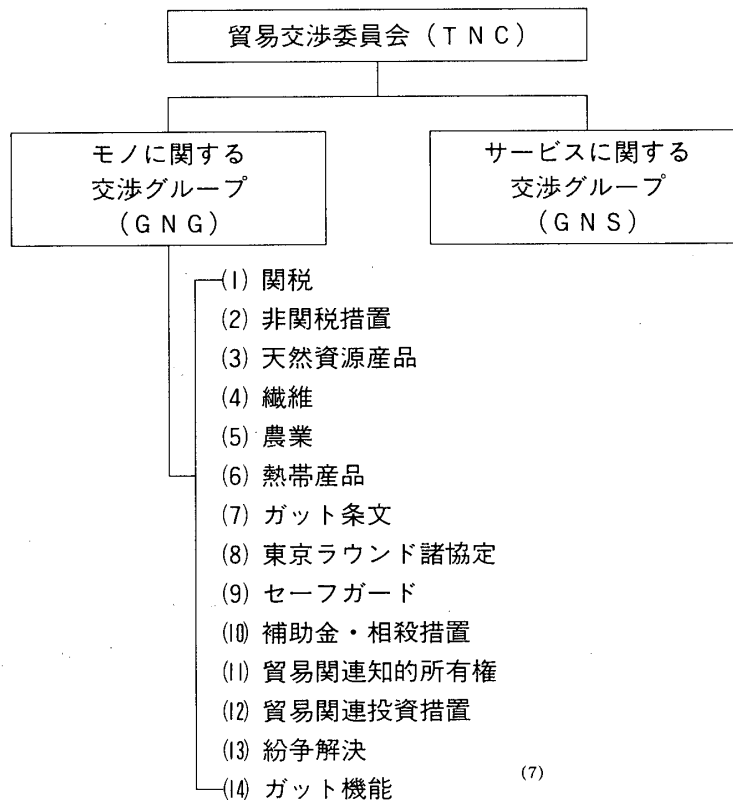 貿易交渉委員会(TNC)
モノに関する
交渉グループ
(GNG)
サービスに関する
交渉グループ
(GNS)
(1) 関税
(2) 非関税措置
(3) 天然資源産品
(4) 繊維
(5) 農業
(6) 熱帯産品
(7) ガット条文
(8) 東京ラウンド諸協定
(9) セーフガード
(10) 補助金・相殺措置
(11) 貿易関連知的所有権
(12) 貿易関連投資措置
(13) 紛争解決
(14) ガット機能
(7)